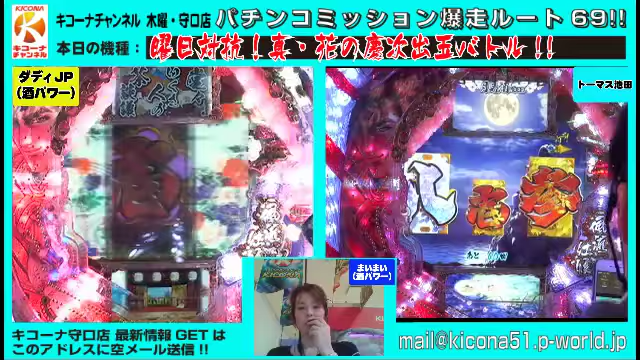 KICONA
キコーナ
チャンネル
キコーナチャンネル 木曜・守口店 パチンコミッション爆走ルート69!!
本日の機種：曜日対抗！真・花の慶次出玉バトル!!
ダディJP
(酒パワー)
トーマス池田
まいまい
(酒パワー)
キコーナ守口店 最新情報 GET は
このアドレスに空メール送信!!
mail@kicona51.p-world.jp